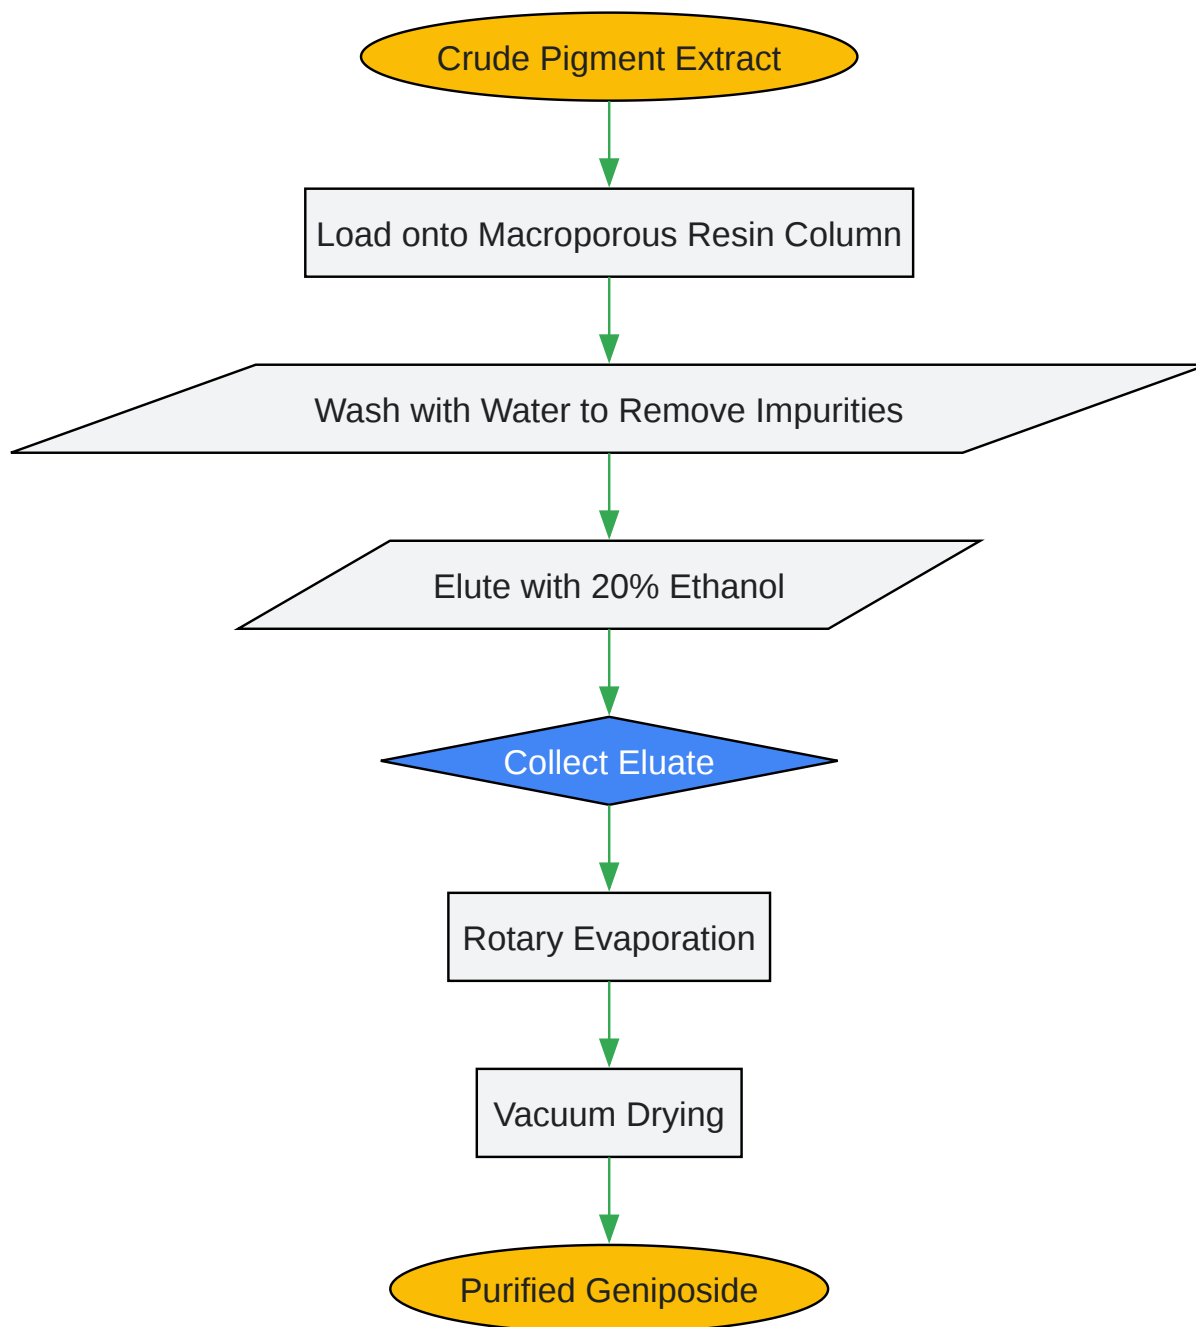 Crude Pigment Extract
Load onto Macroporous Resin Column
Wash with Water to Remove Impurities
Elute with 20% Ethanol
Collect Eluate
Rotary Evaporation
Vacuum Drying
Purified Geniposide